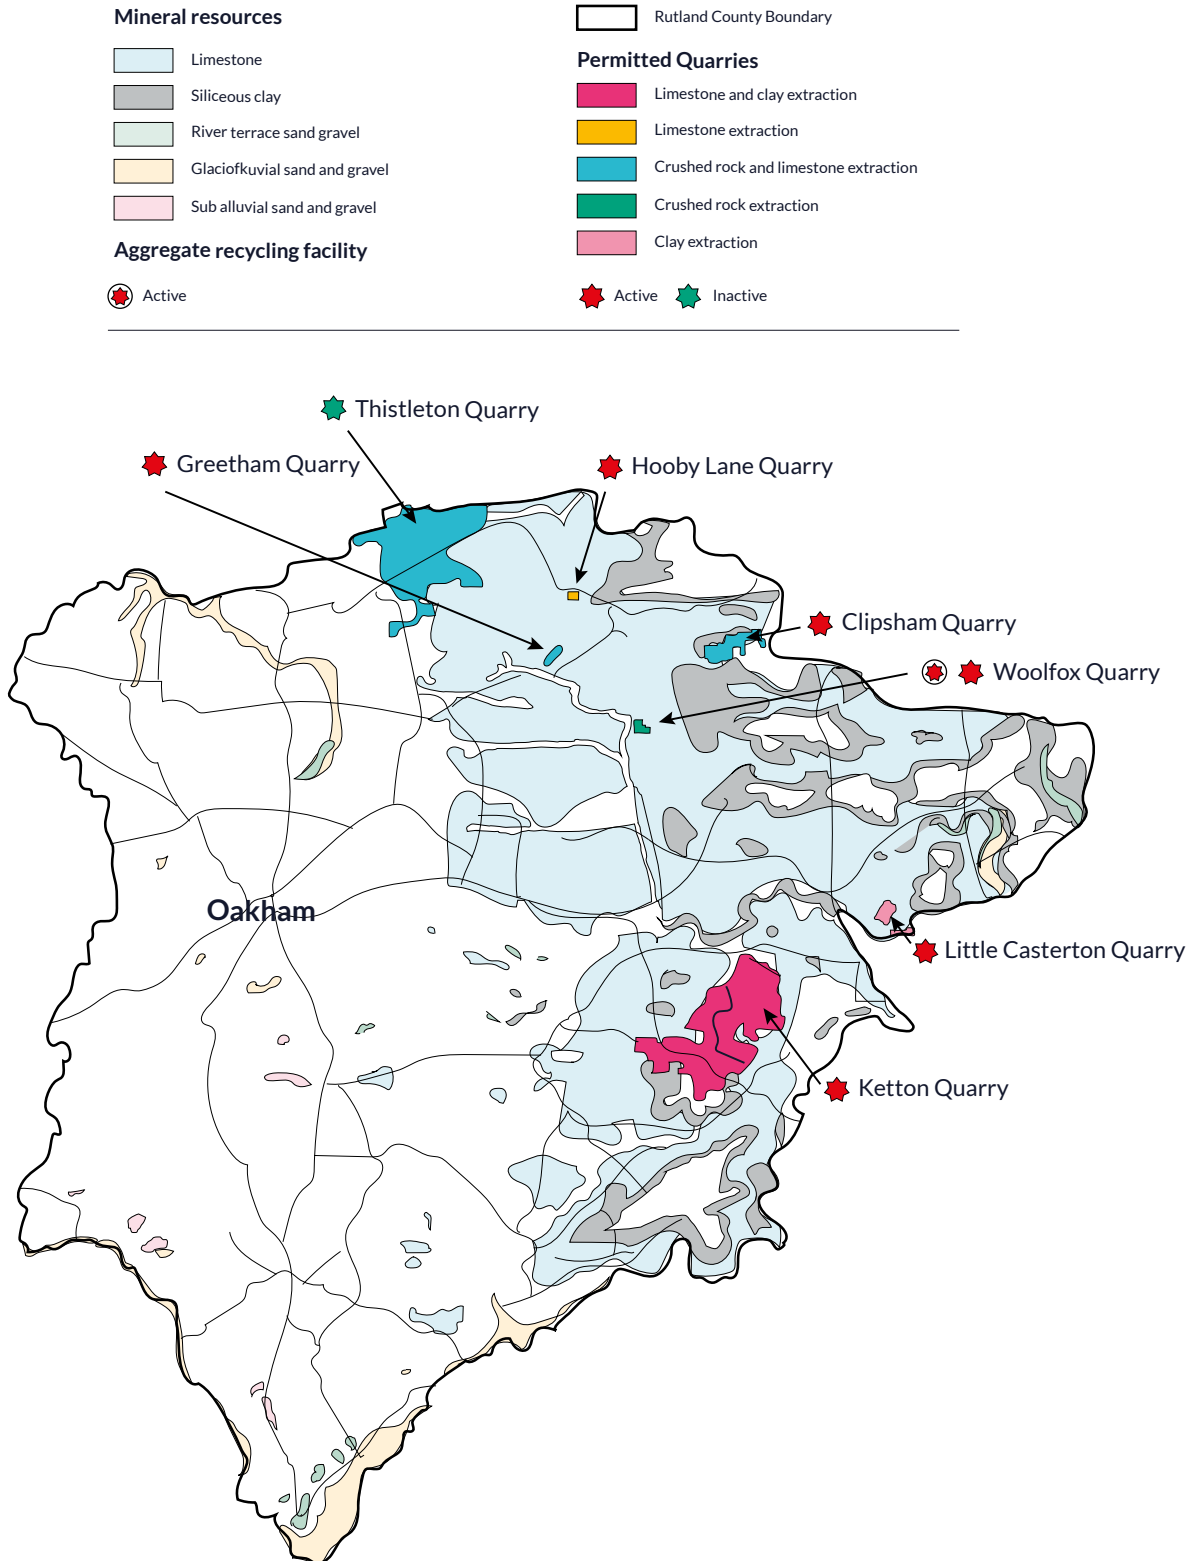 Mineral resources
Limestone
Siliceous clay
River terrace sand gravel
Glaciofkuvial sand and gravel
Sub alluvial sand and gravel
Aggregate recycling facility
Active
Rutland County Boundary
Permitted Quarries
Limestone and clay extraction
Limestone extraction
Crushed rock and limestone extraction
Crushed rock extraction
Clay extraction
Active
Inactive
Thistleton Quarry
Greetham Quarry
Hooby Lane Quarry
Clipsham Quarry
Woolfox Quarry
Oakham
Little Casterton Quarry
Ketton Quarry